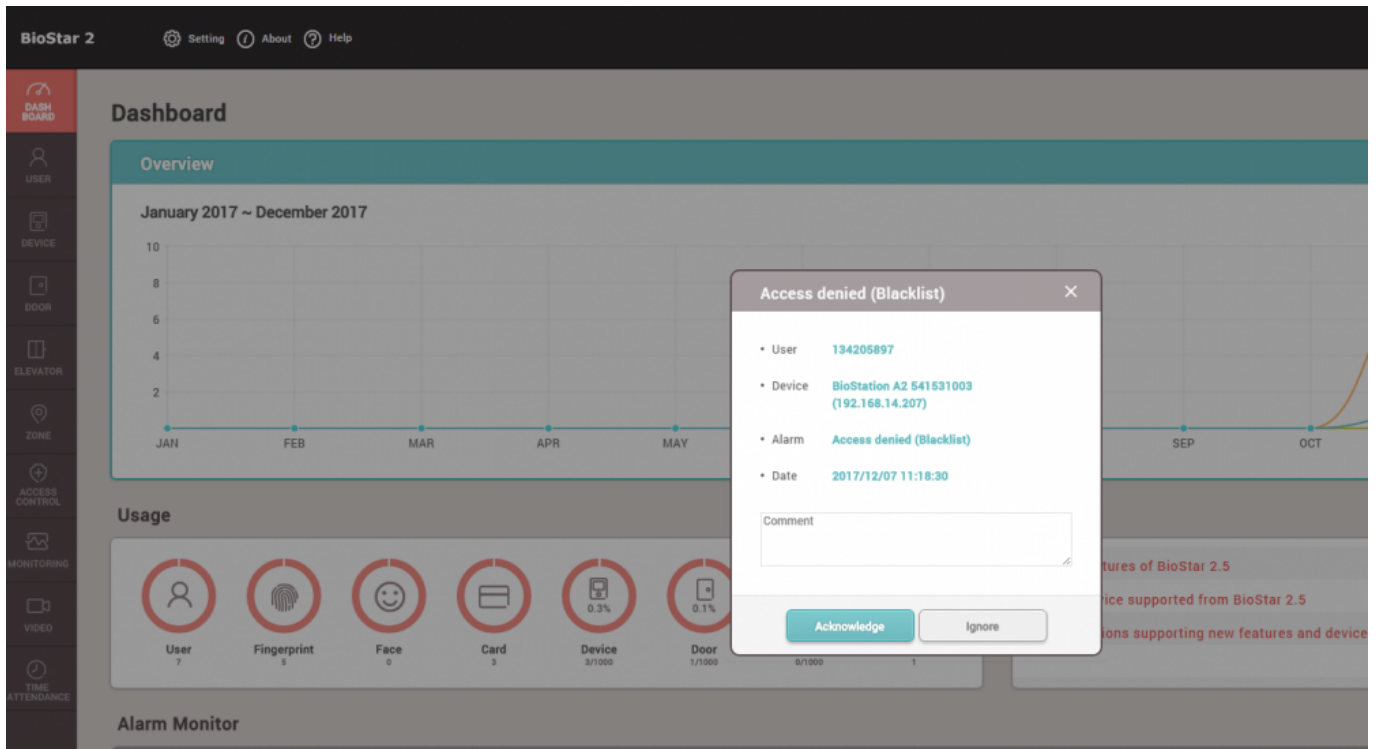 BioStar 2
Setting
About
Help
DASH
BOARD
USER
DEVICE
DOOR
ELEVATOR
ZONE
ACCESS
CONTROL
MONITORING
VIDEO
TIME
ATTENDANCE
Dashboard
Overview
January 2017 ~ December 2017
10
8
6
4
2
JAN
FEB
MAR
APR
MAY
SEP
OCT
Access denied (Blacklist)
• User 134205897
• Device BioStation A2 541531003
(192.168.14.207)
• Alarm Access denied (Blacklist)
• Date 2017/12/07 11:18:30
Comment
Acknowledge
Ignore
Usage
0.3%
0.1%
User
Fingerprint
Face
Card
Device
Door
7
5
0
3
3/1000
1/1000
0/1000
1
tures of BioStar 2.5
ice supported from BioStar 2.5
ions supporting new features and device
Alarm Monitor